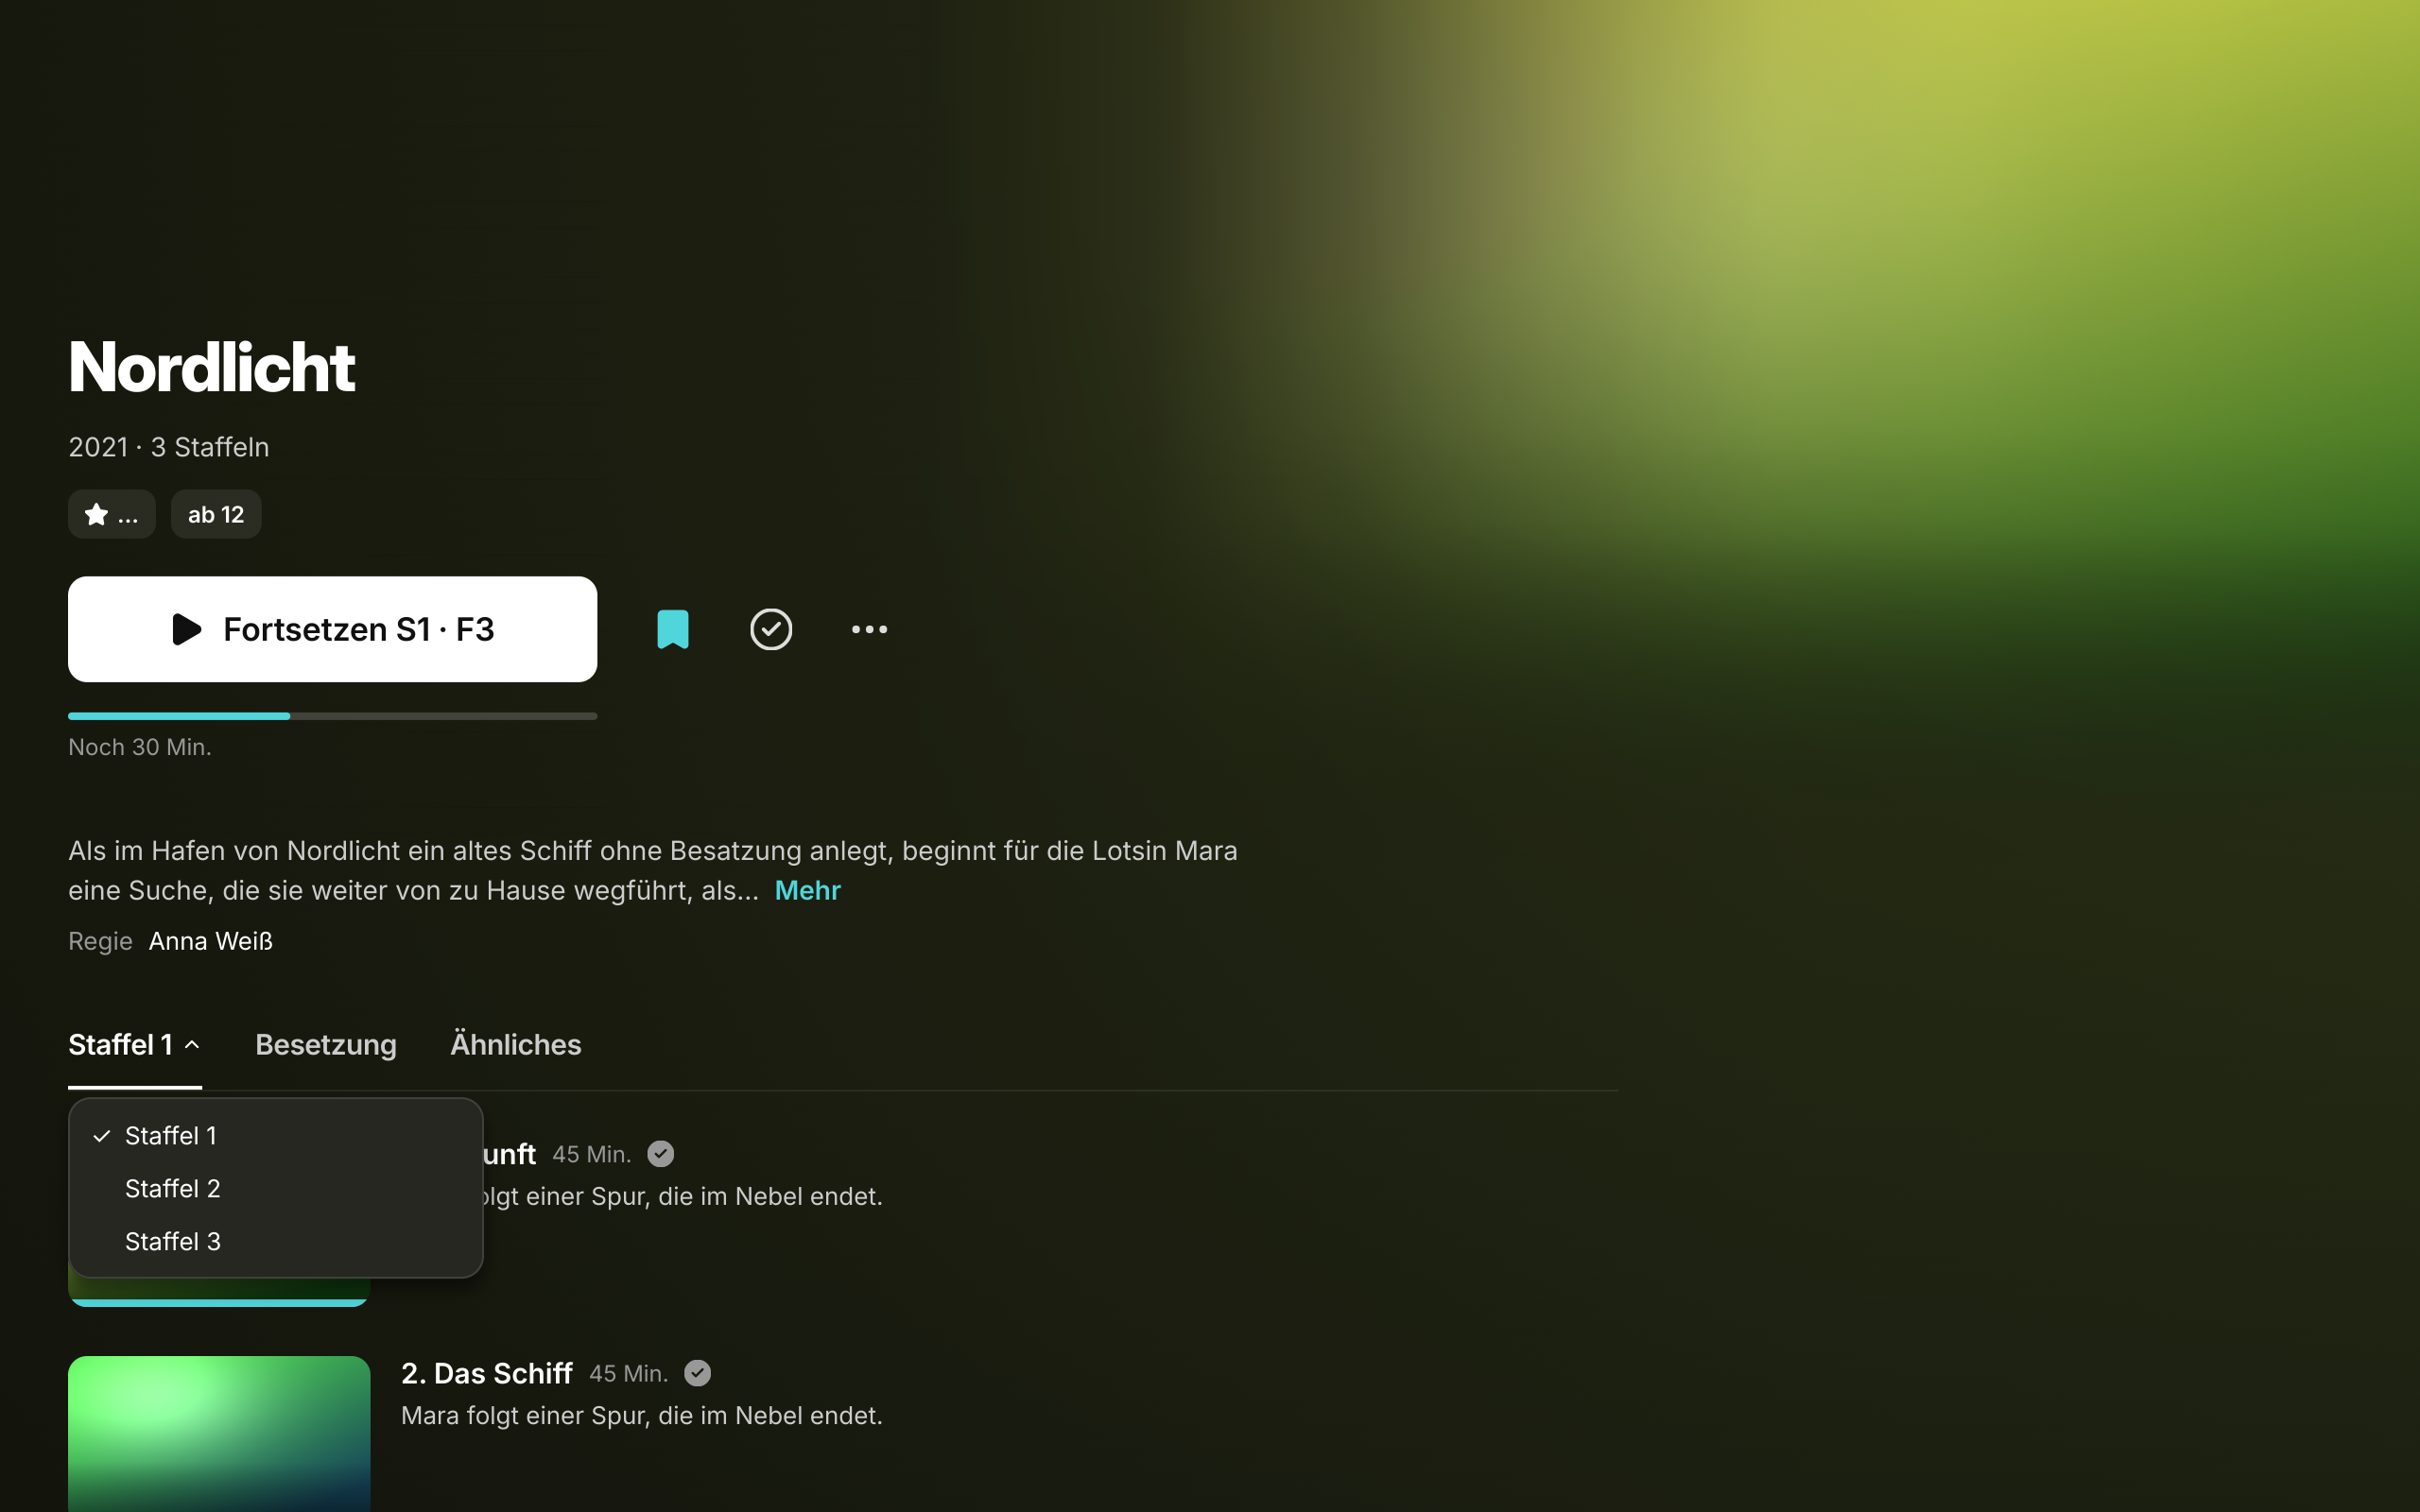 Nordlicht
2021 · 3 Staffeln
...
ab 12
Fortsetzen S1 · F3
Noch 30 Min.
Als im Hafen von Nordlicht ein altes Schiff ohne Besatzung anlegt, beginnt für die Lotsin Mara
eine Suche, die sie weiter von zu Hause wegführt, als... Mehr
Regie Anna Weiß
Staffel 1 Besetzung Ähnliches
Staffel 1
Staffel 2
Staffel 3
45 Min.
einer Spur, die im Nebel endet.
2. Das Schiff 45 Min.
Mara folgt einer Spur, die im Nebel endet.